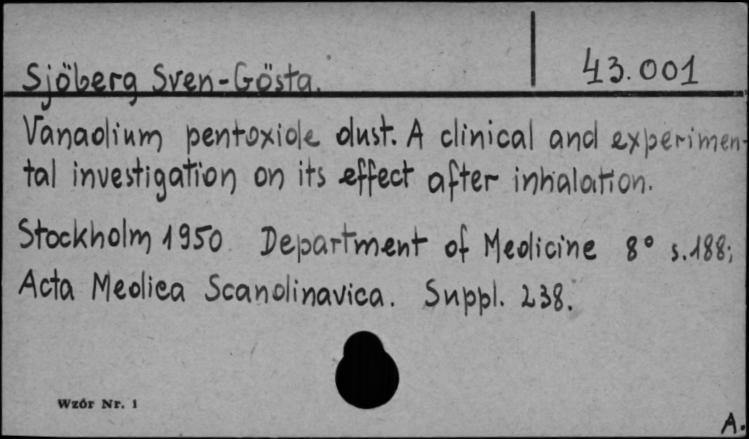 43.001
Sjöberg Sven-Gösta.
Vanadium pentoxide dust. A clinical and experimen-
tal investigation on its effect after inhalation.
Stockholm 1950 Department of Medicine 8° s.188;
Acta Medica Scandinavica. Suppl. 238.
Wzór Nr. 1
A.